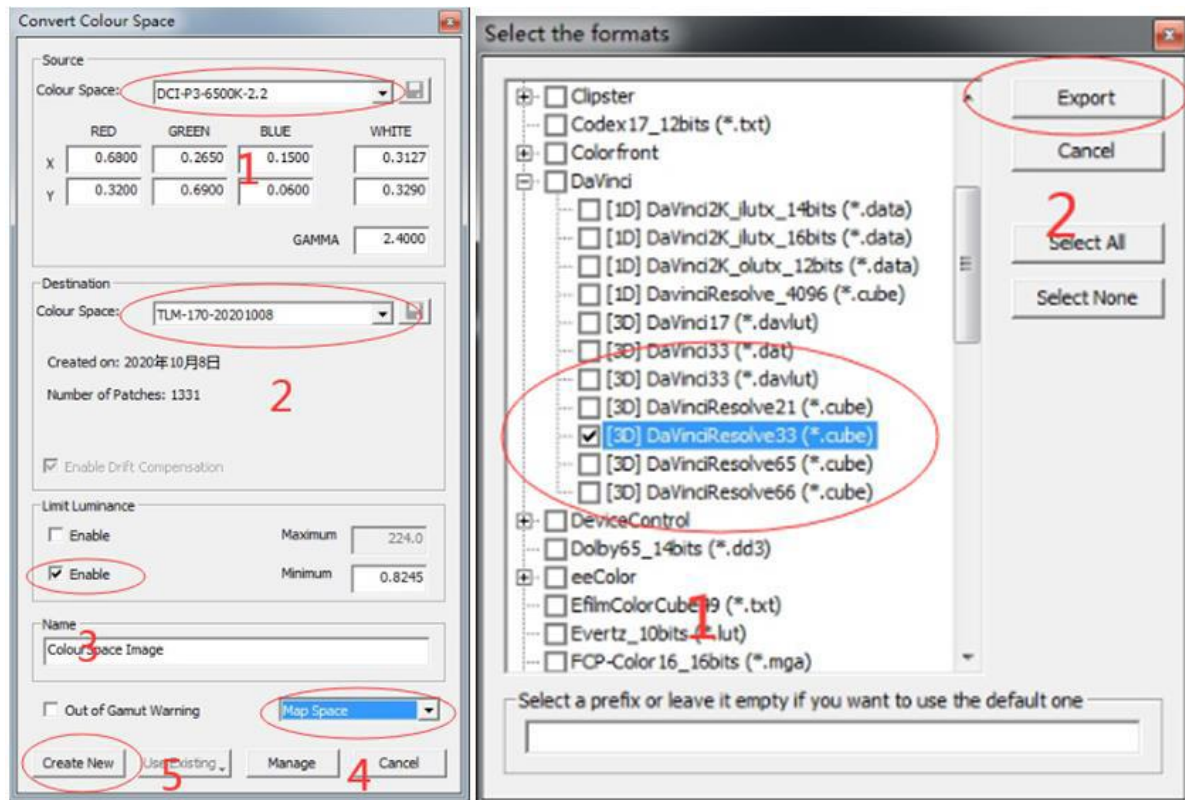 Convert Colour Space
Source
Colour Space: DCI-P3-6500K-2.2
RED GREEN BLUE WHITE
X 0.6800 0.2650 0.1500 0.3127
1
Y 0.3200 0.6900 0.0600 0.3290
GAMMA 2.4000
Destination
Colour Space: TLM-170-20201008
Created on: 2020年10月8日
Number of Patches: 1331
2
Enable Drift Compensation
Limit Luminance
Enable Maximum 224.0
Enable Minimum 0.8245
Name
3
ColourSpace Image
Out of Gamut Warning Map Space
Create New Use Existing Manage Cancel
5 4
Select the formats
Clipster
Codex17_12bits (*.txt)
Colorfront
DaVinci
[1D] DaVinci2K_ilutx_14bits (*.data)
[1D] DaVinci2K_ilutx_16bits (*.data)
[1D] DaVinci2K_olutx_12bits (*.data)
[1D] DavinciResolve_4096 (*.cube)
[3D] DaVinci17 (*.davlut)
[3D] DaVinci33 (*.dat)
[3D] DaVinci33 (*.davlut)
[3D] DaVinciResolve21 (*.cube)
[3D] DaVinciResolve33 (*.cube)
[3D] DaVinciResolve65 (*.cube)
[3D] DaVinciResolve66 (*.cube)
DeviceControl
Dolby65_14bits (*.dd3)
eeColor
EfilmColorCube (*.txt)
1
Evertz_10bits (*.lut)
FCP-Color16_16bits (*.mga)
Export
Cancel
2
Select All
Select None
Select a prefix or leave it empty if you want to use the default one